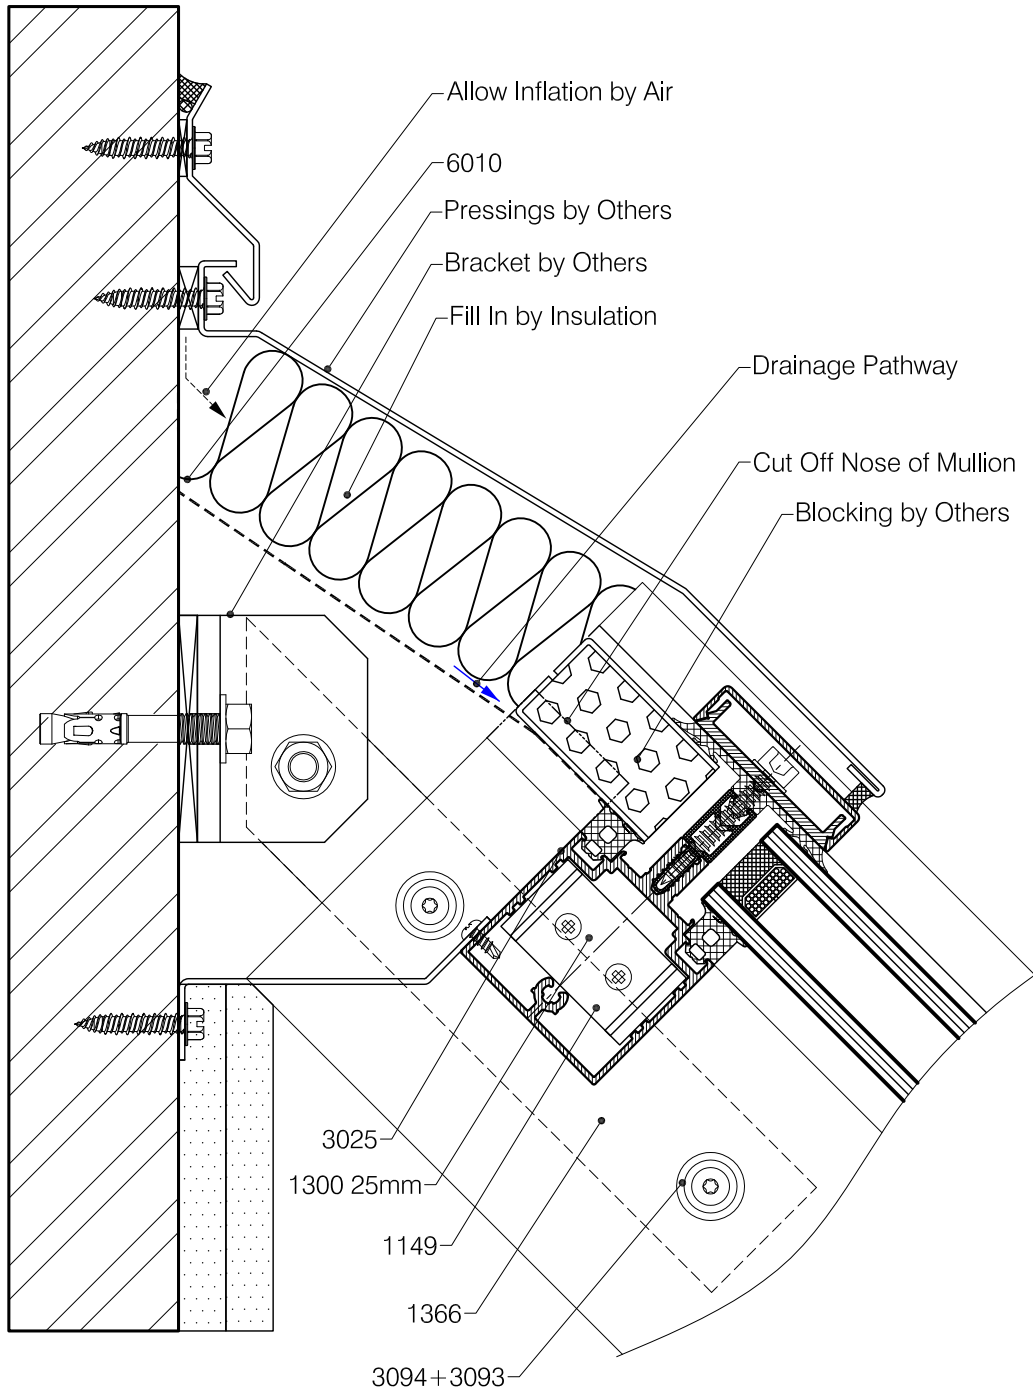 Allow Inflation by Air
6010
Pressings by Others
Bracket by Others
Fill In by Insulation
Drainage Pathway
Cut Off Nose of Mullion
Blocking by Others
3025
1300 25mm
1149
1366
3094+3093